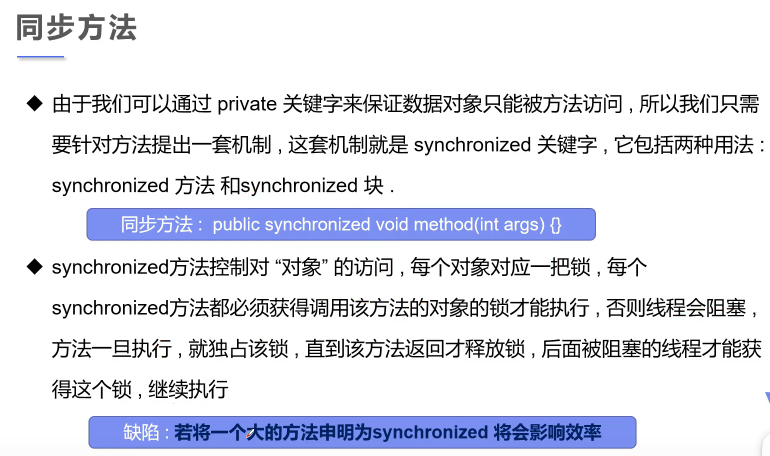 同步方法
◆ 由于我们可以通过 private 关键字来保证数据对象只能被方法访问 , 所以我们只需
要针对方法提出一套机制 , 这套机制就是 synchronized 关键字 , 它包括两种用法 :
synchronized 方法 和synchronized 块 .
同步方法 : public synchronized void method(int args) {}
◆ synchronized方法控制对 “对象” 的访问 , 每个对象对应一把锁 , 每个
synchronized方法都必须获得调用该方法的对象的锁才能执行 , 否则线程会阻塞 ,
方法一旦执行 , 就独占该锁 , 直到该方法返回才释放锁 , 后面被阻塞的线程才能获
得这个锁 , 继续执行
缺陷 : 若将一个大的方法申明为synchronized 将会影响效率